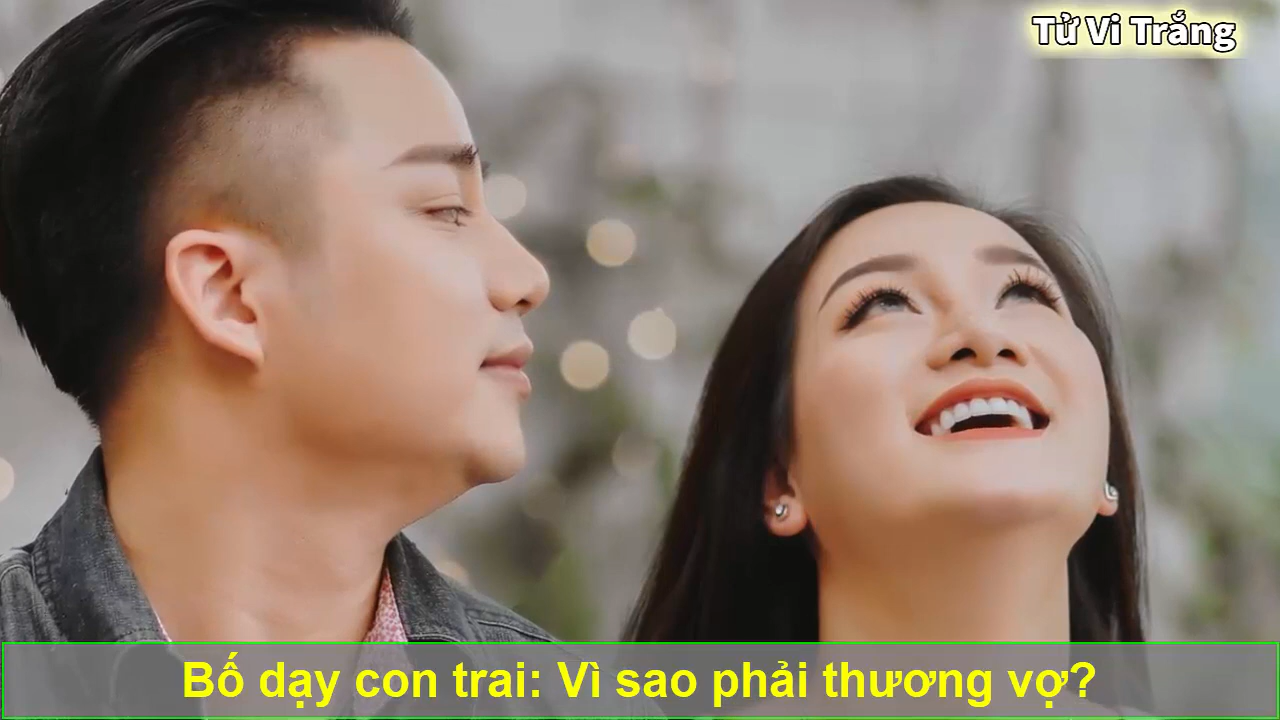 Tử Vi Trắng
Bố dạy con trai: Vì sao phải thương vợ?